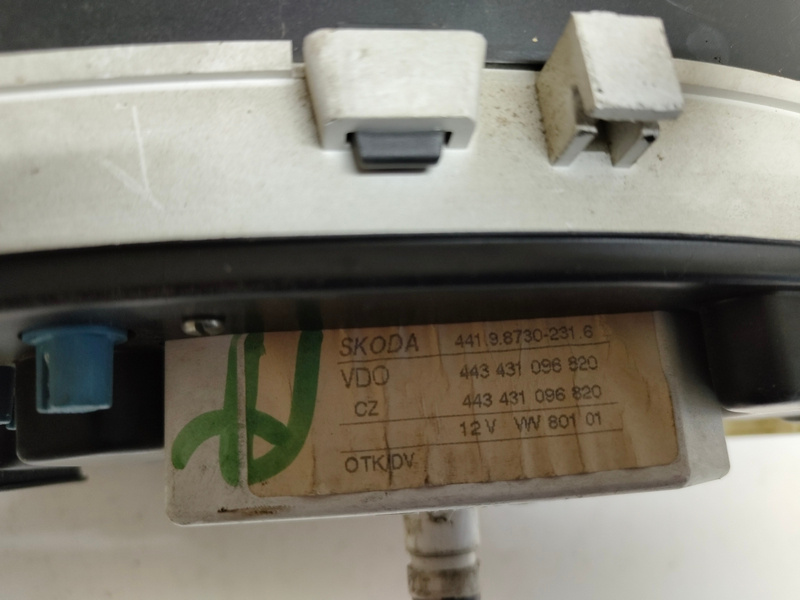 SKODA 441.9.8730-231.6
VDO 443 431 096 820
CZ 443 431 096 820
12V VW 801 01
OTK/DV